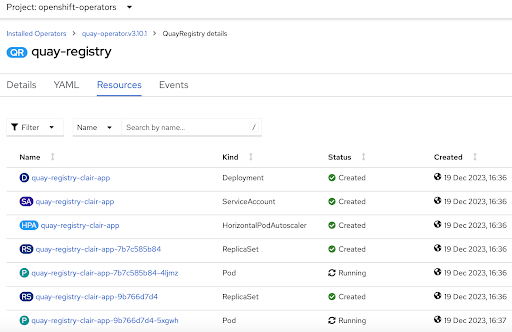 Project: openshift-operators
Installed Operators > quay-operator.v3.10.1 > QuayRegistry details
QR quay-registry
Details YAML Resources Events
Filter Name Search by name... /
Name Kind Status Created
D quay-registry-clair-app Deployment Created 19 Dec 2023, 16:36
SA quay-registry-clair-app ServiceAccount Created 19 Dec 2023, 16:36
HPA quay-registry-clair-app HorizontalPodAutoscaler Created 19 Dec 2023, 16:36
RS quay-registry-clair-app-7b7c585b84 ReplicaSet Created 19 Dec 2023, 16:36
P quay-registry-clair-app-7b7c585b84-4ljmz Pod Running 19 Dec 2023, 16:36
RS quay-registry-clair-app-9b766d7d4 ReplicaSet Created 19 Dec 2023, 16:36
P quay-registry-clair-app-9b766d7d4-5xgwh Pod Running 19 Dec 2023, 16:37